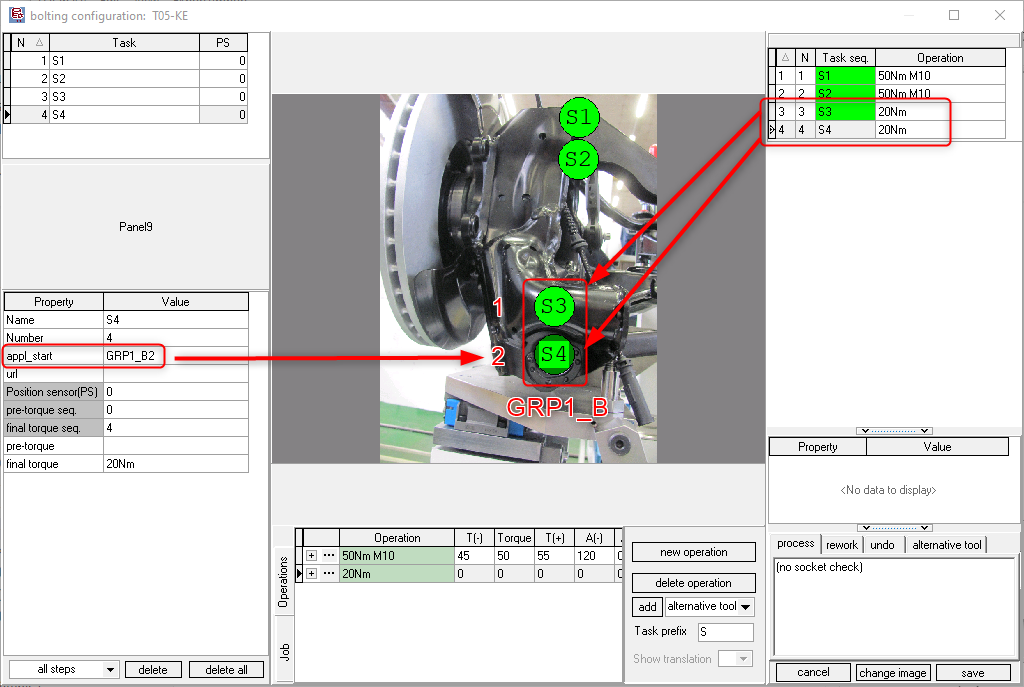 bolting configuration: T05-KE
N Task PS
1 S1 0
2 S2 0
3 S3 0
4 S4 0
Panel9
Property Value
Name S4
Number 4
appl_start GRP1_B2
url
Position sensor(PS) 0
pre-torque seq. 0
final torque seq. 4
pre-torque
final torque 20Nm
all steps delete delete all
S1
S2
S3
S4
1
2
GRP1_B
Operations
Job
Operation T(-) Torque T(+) A(-)
50Nm M10 45 50 55 120 0
20Nm 0 0 0 0 0
new operation
delete operation
add alternative tool
Task prefix S
Show translation
N Task seq. Operation
1 1 S1 50Nm M10
2 2 S2 50Nm M10
3 3 S3 20Nm
4 4 S4 20Nm
Property Value
<No data to display>
process rework undo alternative tool
(no socket check)
cancel change image save